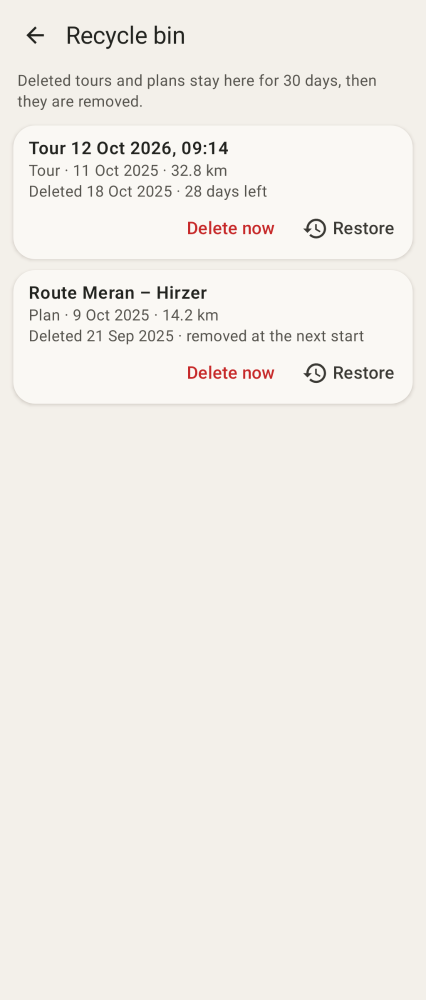 Recycle bin
Deleted tours and plans stay here for 30 days, then
they are removed.
Tour 12 Oct 2026, 09:14
Tour · 11 Oct 2025 · 32.8 km
Deleted 18 Oct 2025 · 28 days left
Delete now
Restore
Route Meran – Hirzer
Plan · 9 Oct 2025 · 14.2 km
Deleted 21 Sep 2025 · removed at the next start
Delete now
Restore